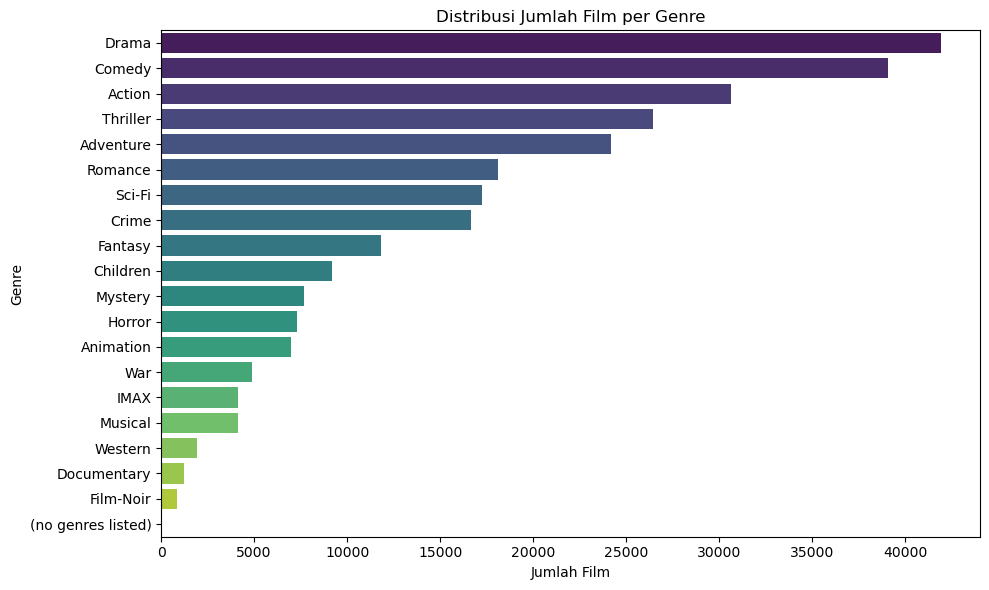 Distribusi Jumlah Film per Genre
Genre
Drama
Comedy
Action
Thriller
Adventure
Romance
Sci-Fi
Crime
Fantasy
Children
Mystery
Horror
Animation
War
IMAX
Musical
Western
Documentary
Film-Noir
(no genres listed)
0 5000 10000 15000 20000 25000 30000 35000 40000
Jumlah Film